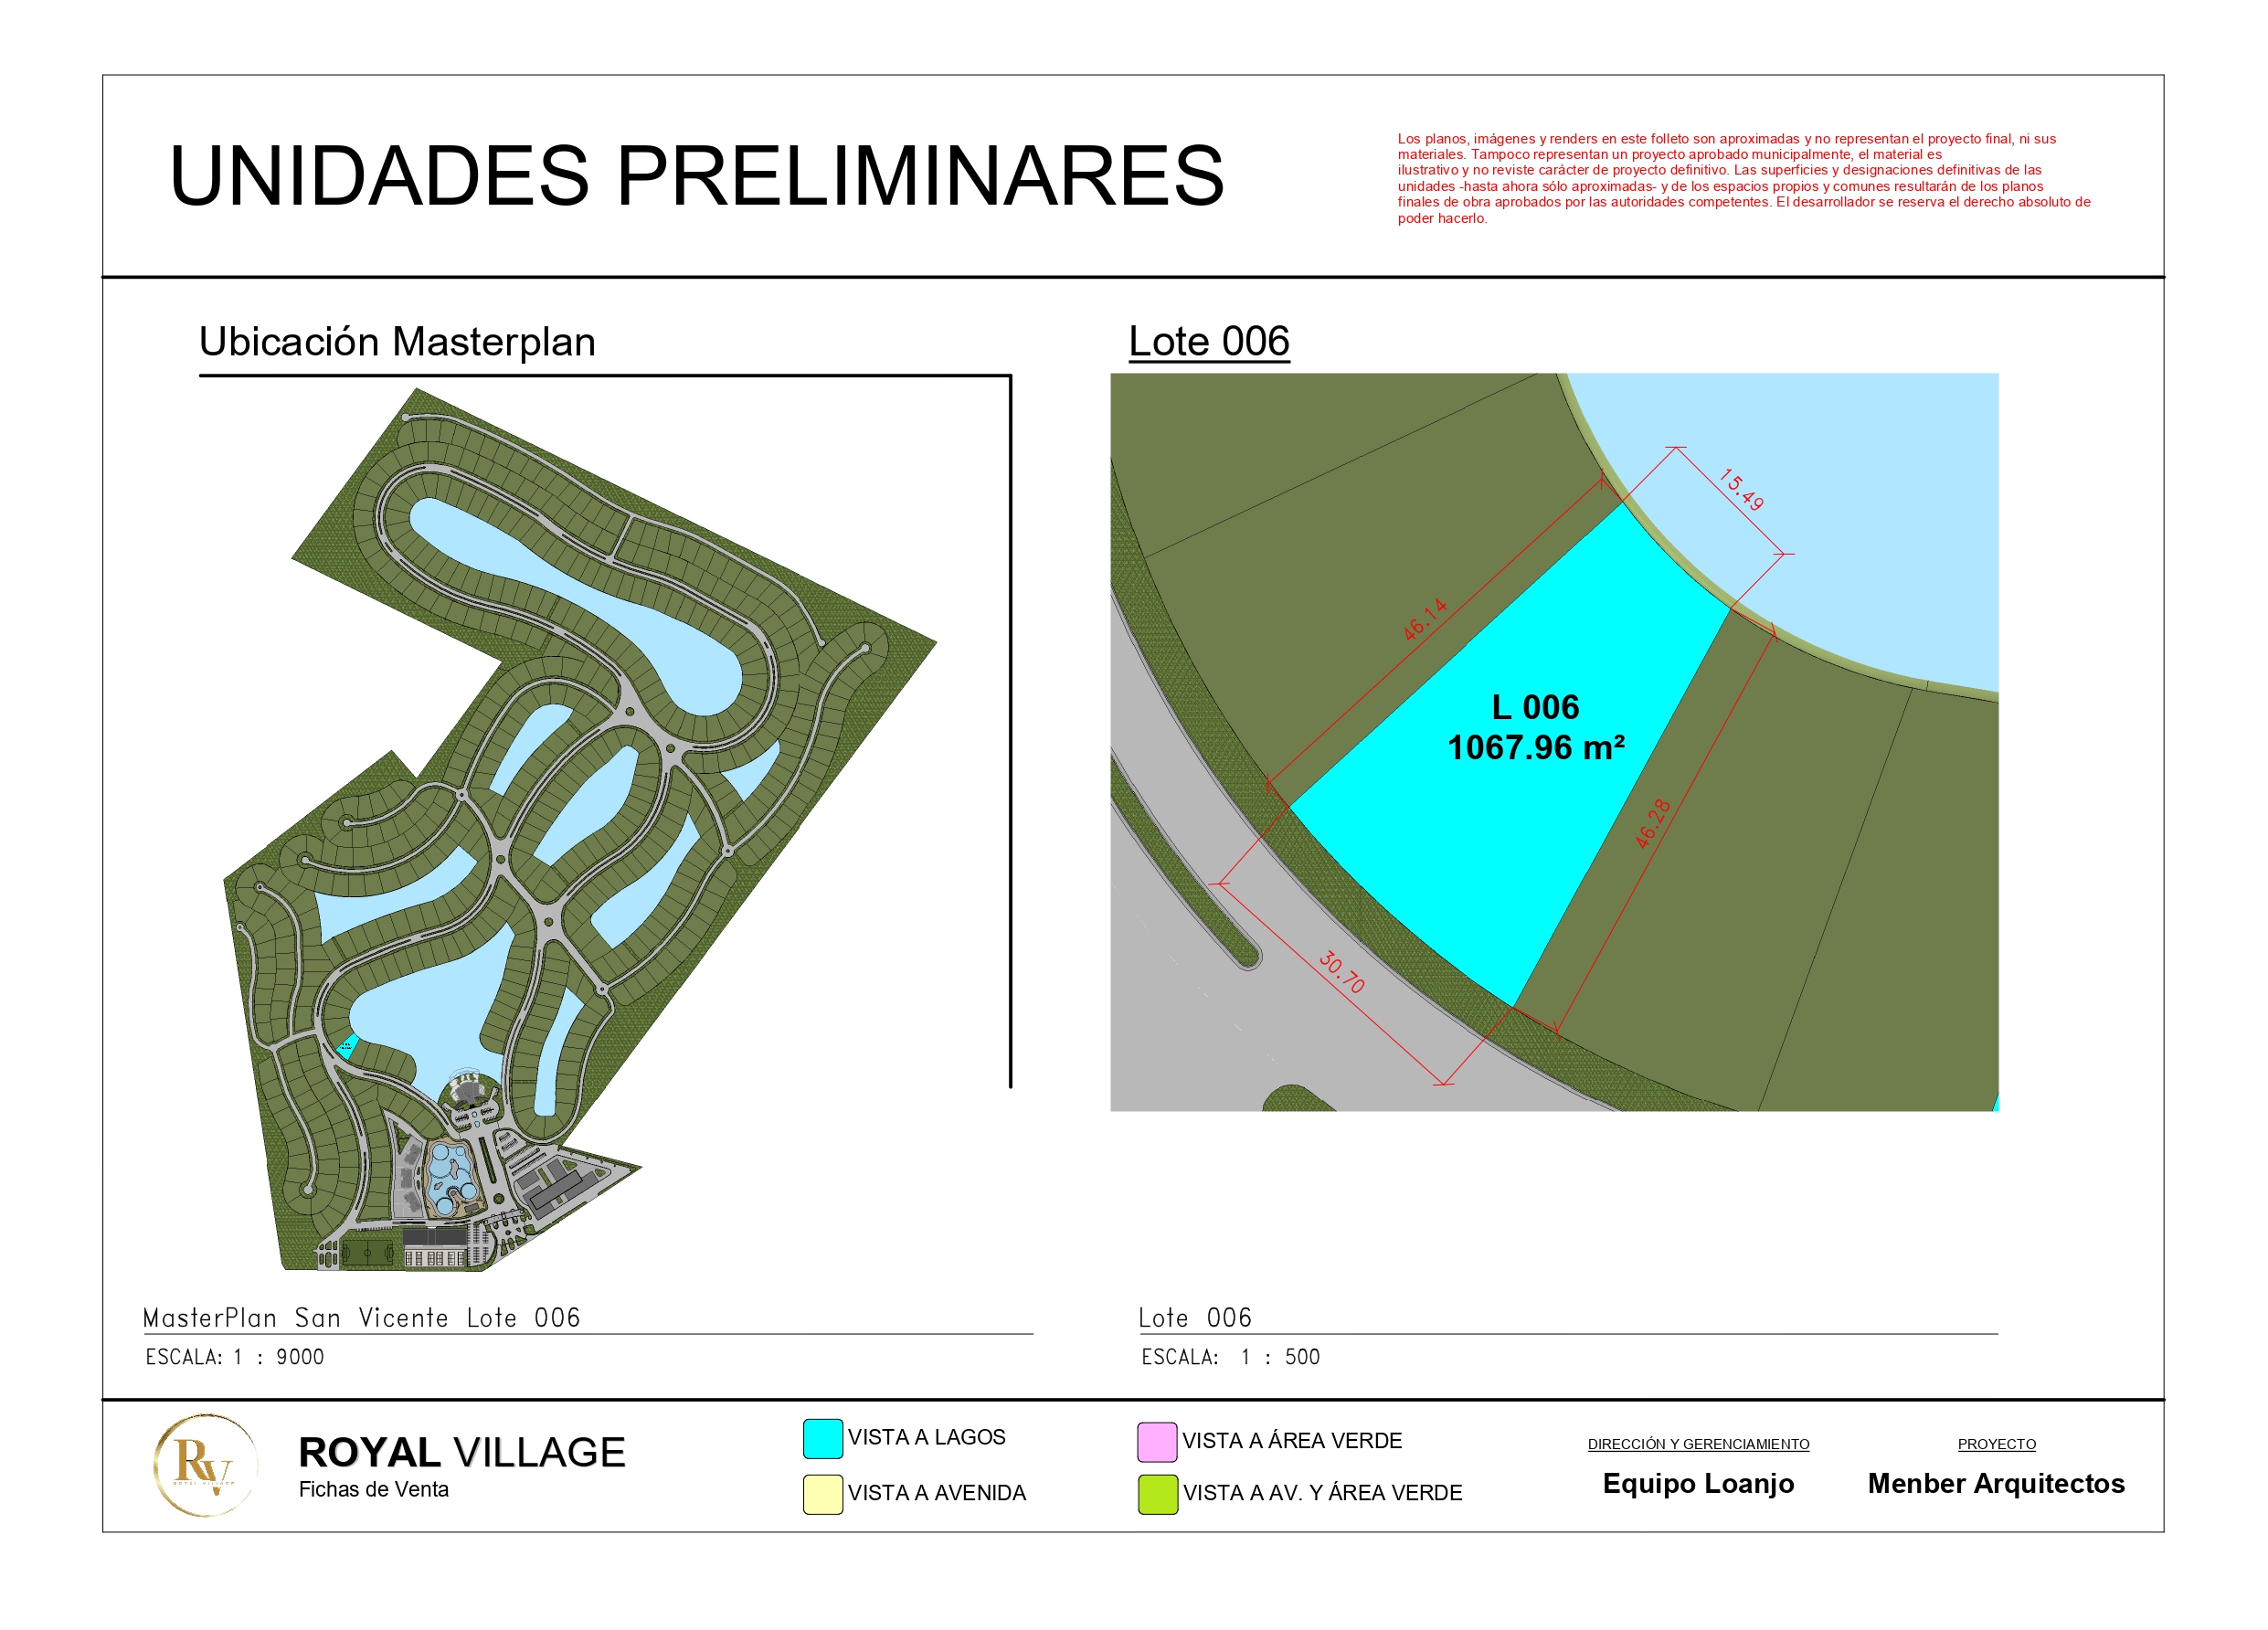 UNIDADES PRELIMINARES
Los planos, imágenes y renders en este folleto son aproximadas y no representan el proyecto final, ni sus
materiales. Tampoco representan un proyecto aprobado municipalmente, el material es
ilustrativo y no reviste carácter de proyecto definitivo. Las superficies y designaciones definitivas de las
unidades -hasta ahora sólo aproximadas- y de los espacios propios y comunes resultarán de los planos
finales de obra aprobados por las autoridades competentes. El desarrollador se reserva el derecho absoluto de
poder hacerlo.
Ubicación Masterplan
Lote 006
15.49
46.14
L 006
1067.96 m²
46.28
30.70
MasterPlan San Vicente Lote 006
ESCALA: 1 : 9000
Lote 006
ESCALA: 1 : 500
RV
ROYAL VILLAGE
ROYAL VILLAGE
Fichas de Venta
VISTA A LAGOS
VISTA A AVENIDA
VISTA A ÁREA VERDE
VISTA A AV. Y ÁREA VERDE
DIRECCIÓN Y GERENCIAMIENTO
Equipo Loanjo
PROYECTO
Menber Arquitectos